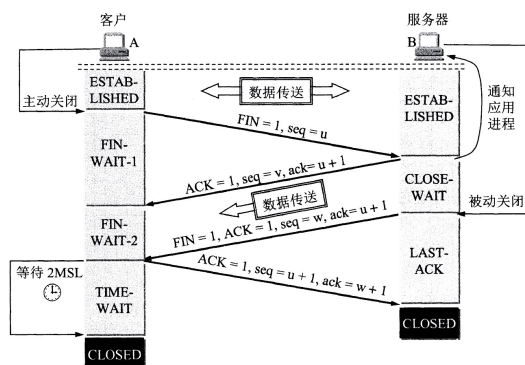 客户
服务器
A
B
ESTAB-
LISHED
主动关闭
数据传送
ESTAB-
LISHED
通知
应用
进程
FIN = 1, seq = u
FIN-
WAIT-1
ACK = 1, seq = v, ack= u + 1
CLOSE-
WAIT
数据传送
被动关闭
FIN-
WAIT-2
FIN = 1, ACK = 1, seq = w, ack= u + 1
等待 2MSL
ACK = 1, seq = u + 1, ack = w + 1
LAST-
ACK
TIME-
WAIT
CLOSED
CLOSED